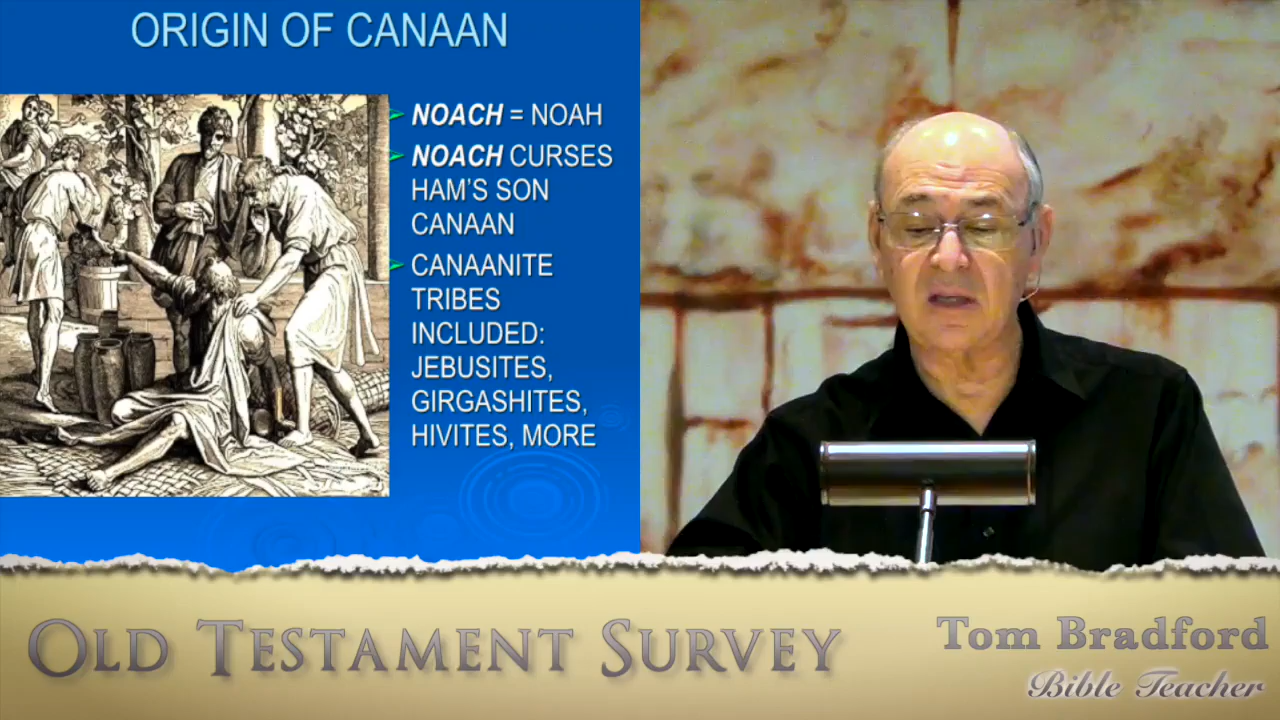 ORIGIN OF CANAAN
NOACH = NOAH
NOACH CURSES
HAM'S SON
CANAAN
CANAANITE
TRIBES
INCLUDED:
JEBUSITES,
GIRGASHITES,
HIVITES, MORE
OLD TESTAMENT SURVEY
Tom Bradford
Bible Teacher